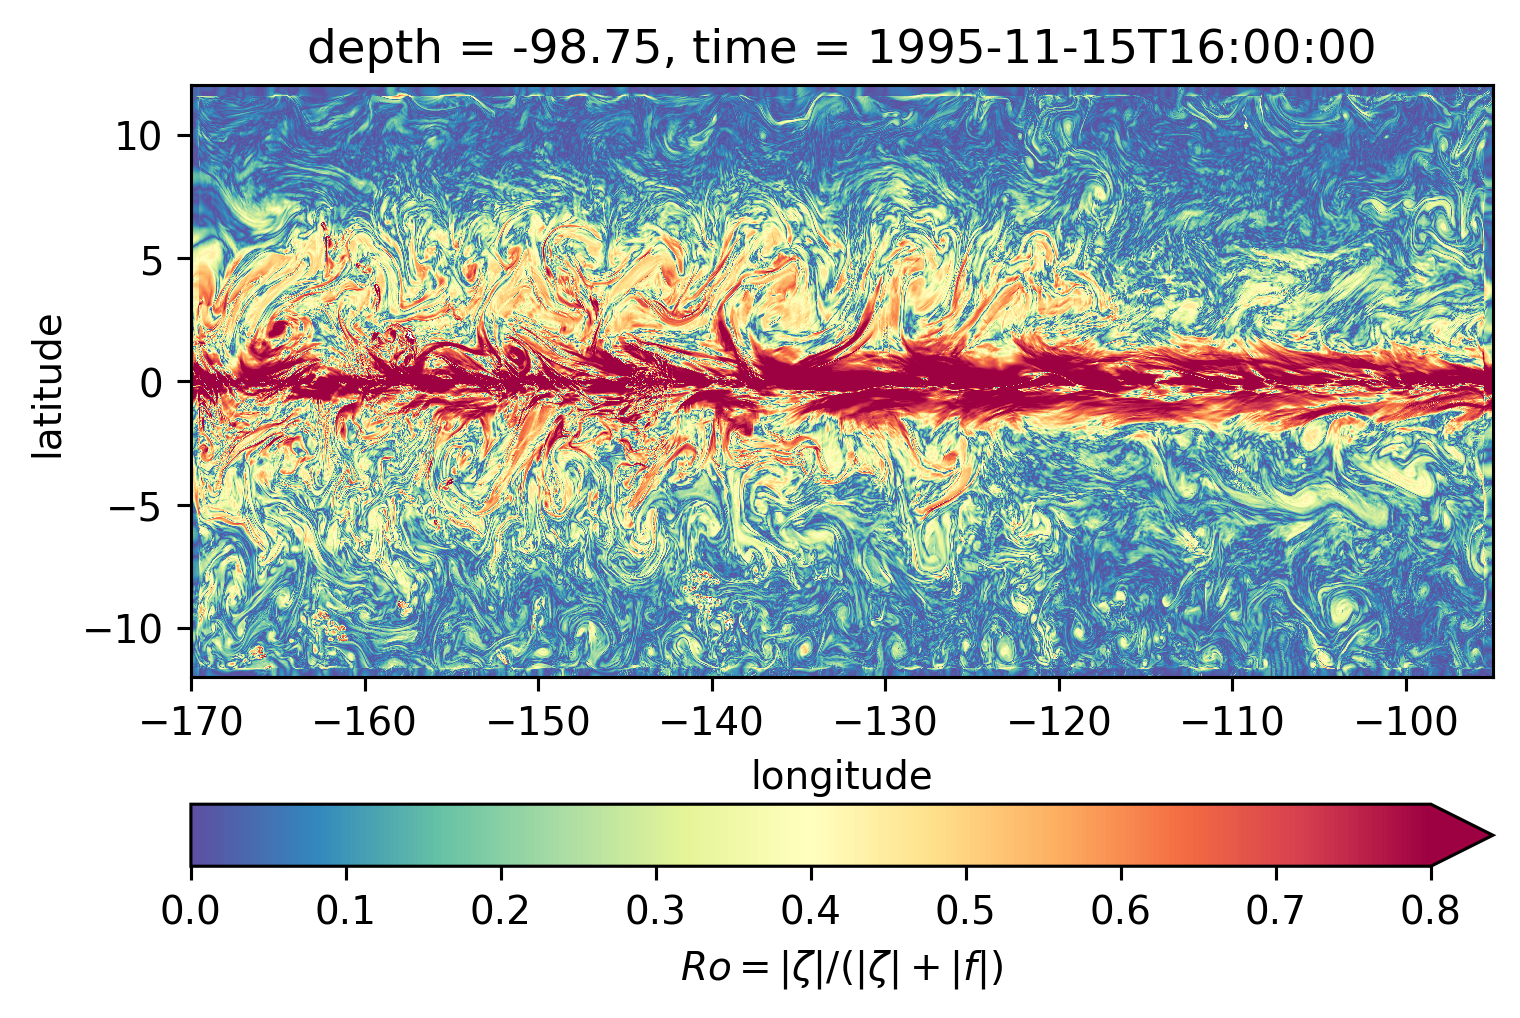 depth = -98.75, time = 1995-11-15T16:00:00
10
5
0
−5
−10
latitude
−170 −160 −150 −140 −130 −120 −110 −100
longitude
0.0 0.1 0.2 0.3 0.4 0.5 0.6 0.7 0.8
Ro = |ζ|/(|ζ| + |f|)